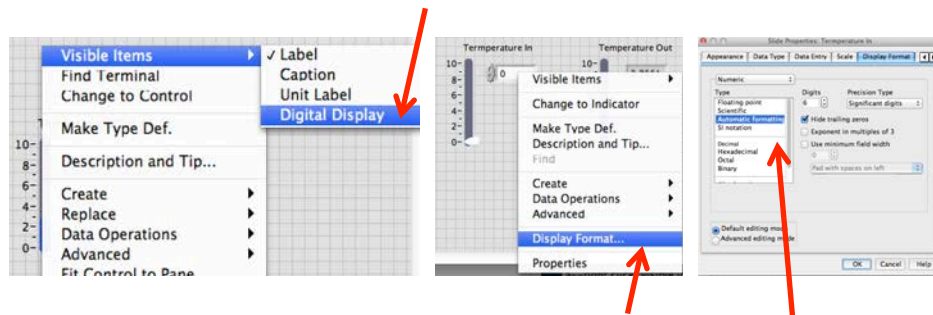 Visible Items
Find Terminal
Change to Control
Make Type Def.
Description and Tip...
Create
Replace
Data Operations
Advanced
Fit Control to Pane
✓ Label
Caption
Unit Label
Digital Display
10-
8-
6-
4-
2-
0-
Termperature In
Temperature Out
10-
8-
6-
4-
2-
0-
0
10-
8-
Visible Items
Change to Indicator
Make Type Def.
Description and Tip...
Find
Create
Data Operations
Advanced
Display Format...
Properties
Slide Properties: Termperature In
Appearance Data Type Data Entry Scale Display Format
Numeric
Type
Floating point
Scientific
Automatic formatting
SI notation
Decimal
Hexadecimal
Octal
Binary
Digits
6
Precision Type
Significant digits
Hide trailing zeros
Exponent in multiples of 3
Use minimum field width
0
Pad with spaces on left
Default editing mode
Advanced editing mode
OK Cancel Help